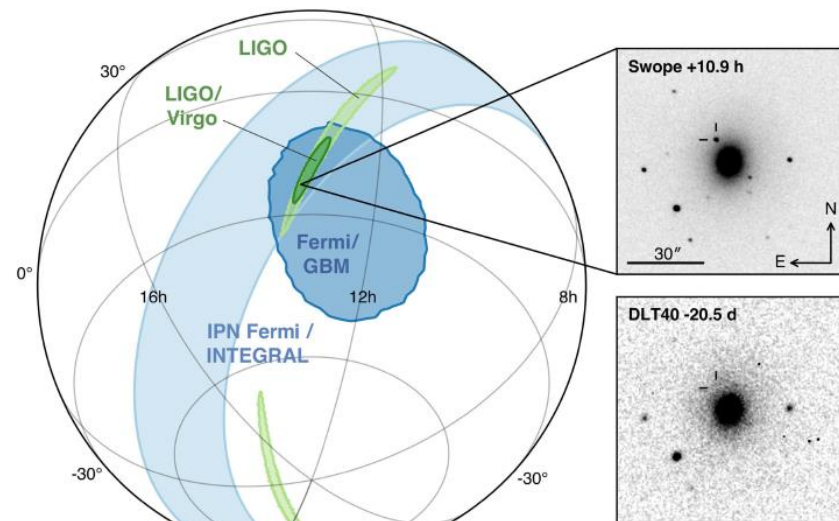 LIGO
30°
LIGO/
Virgo
Swope +10.9 h
N
E
30"
Fermi/
GBM
0°
16h
12h
8h
IPN Fermi /
INTEGRAL
DLT40 -20.5 d
-30°
-30°